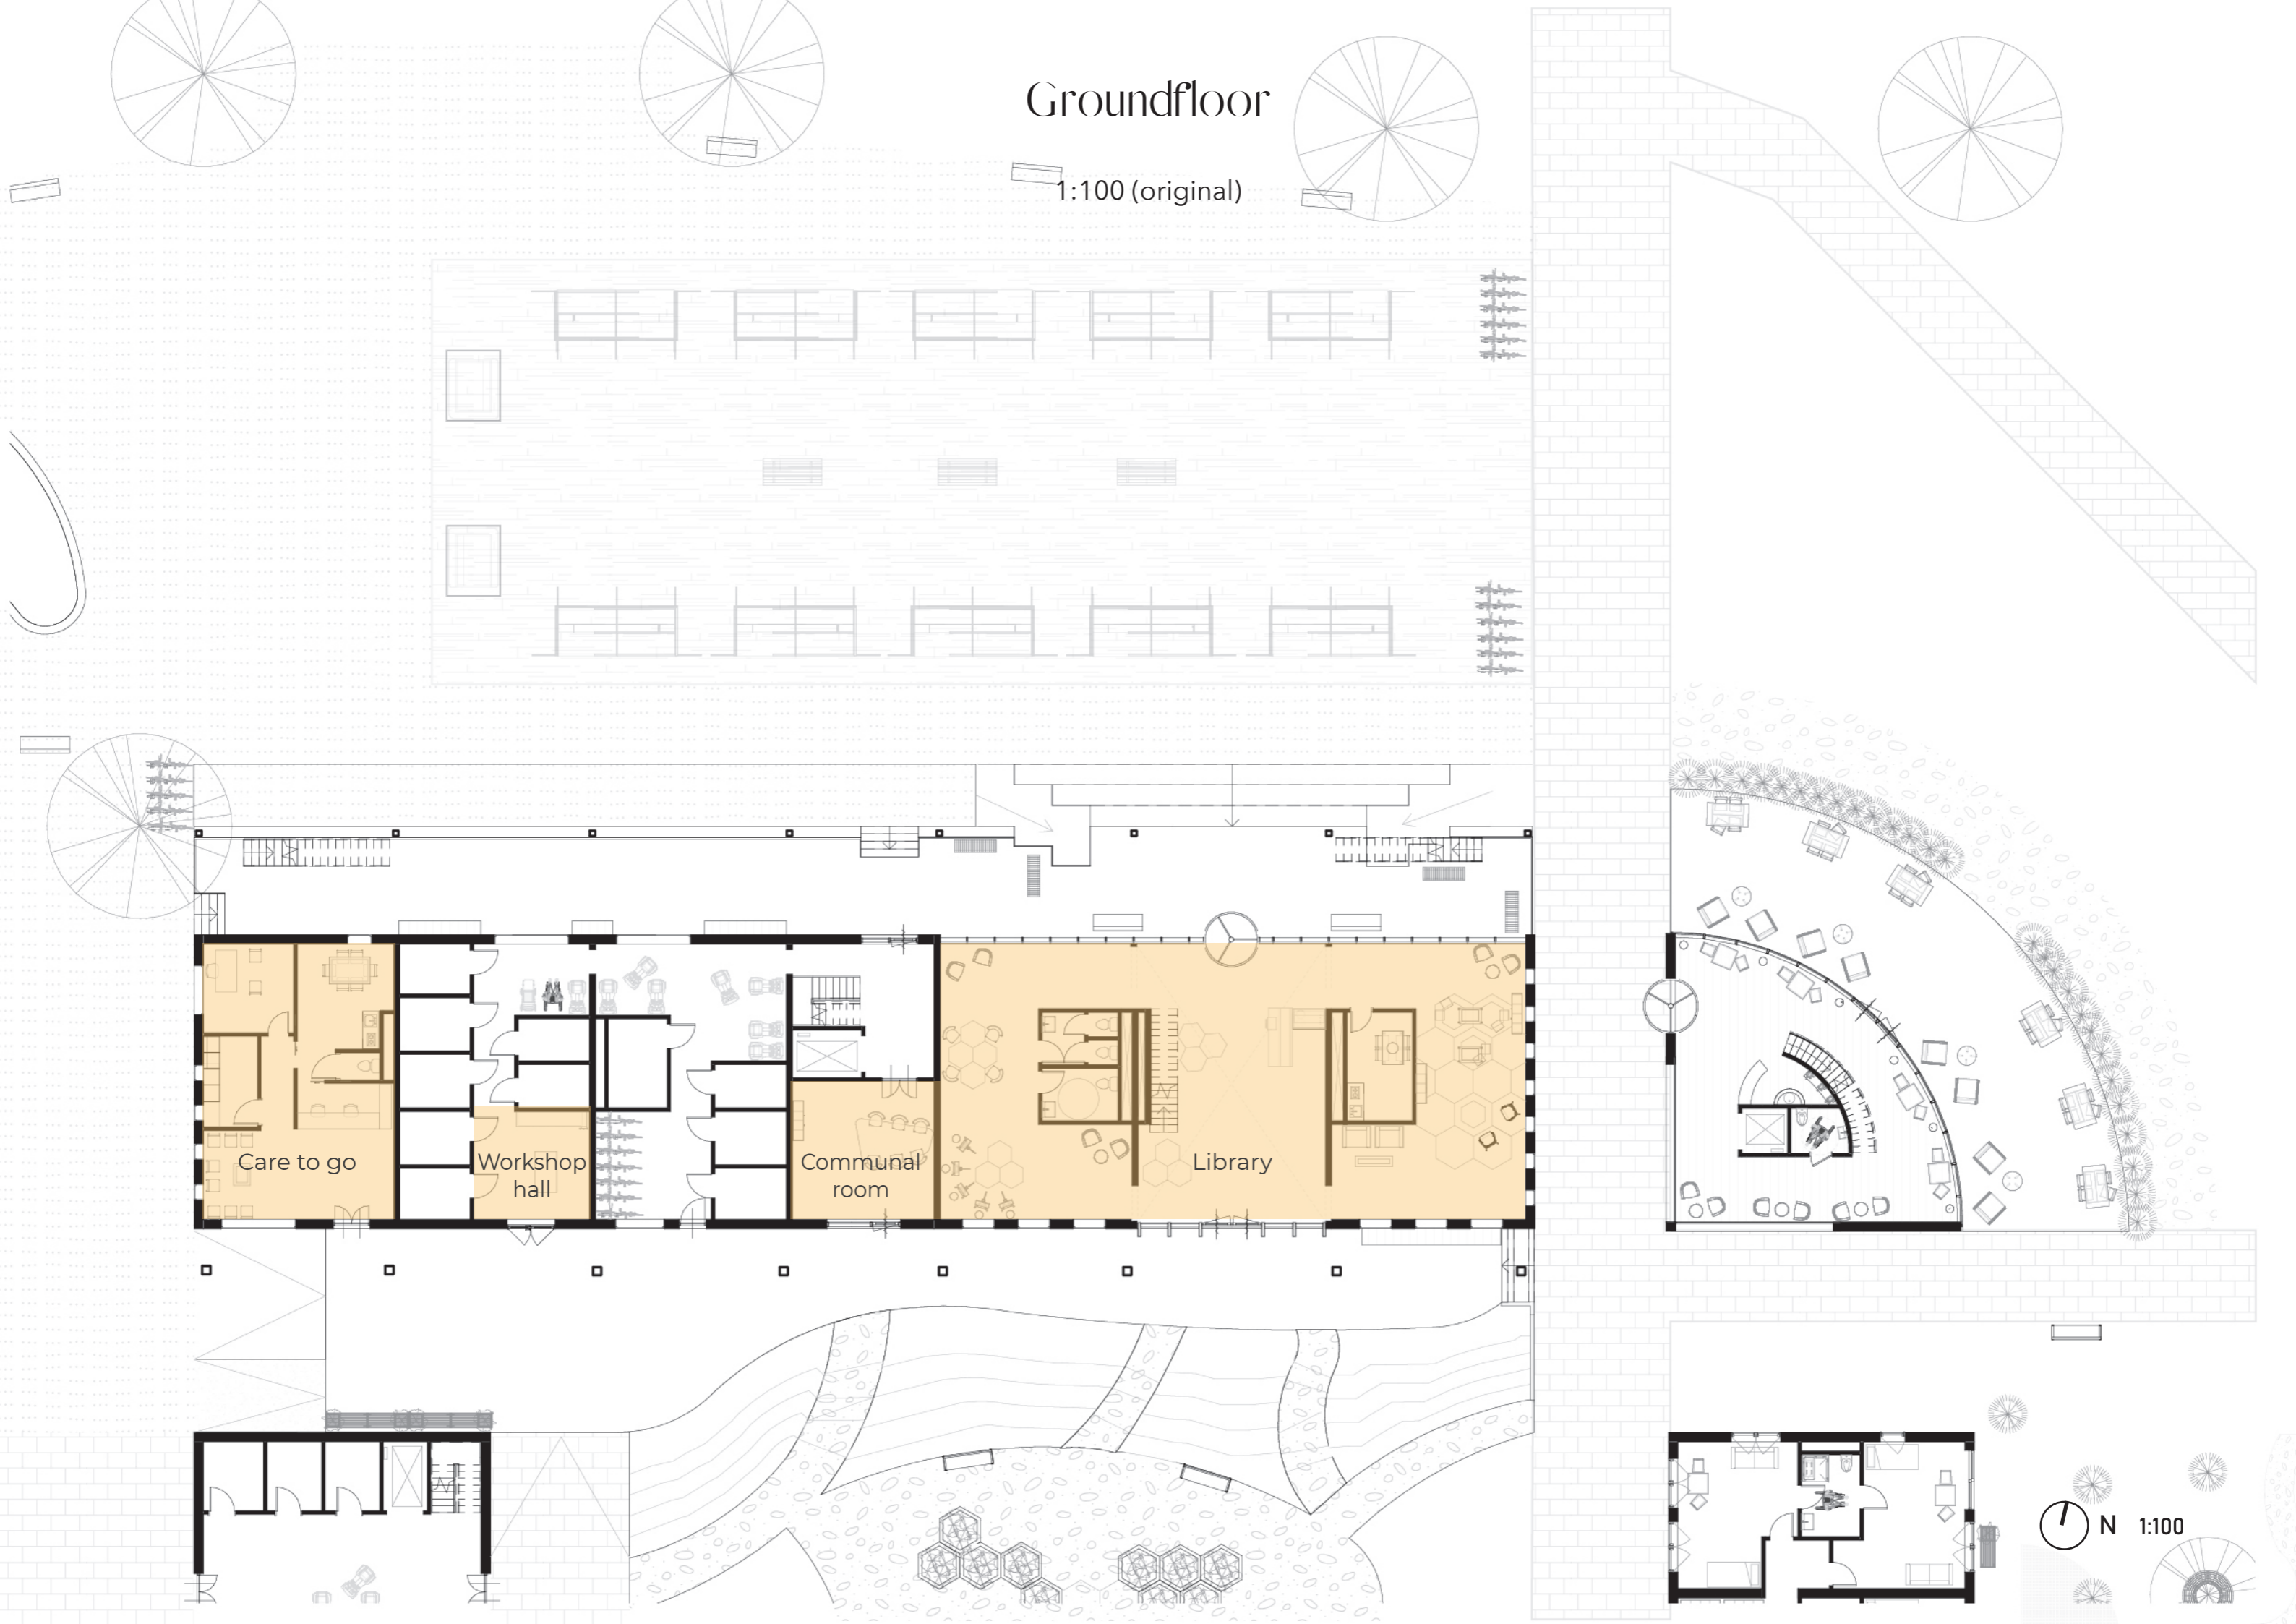 Groundfloor
1:100 (original)
Care to go
Workshop
hall
Communal
room
Library
N 1:100